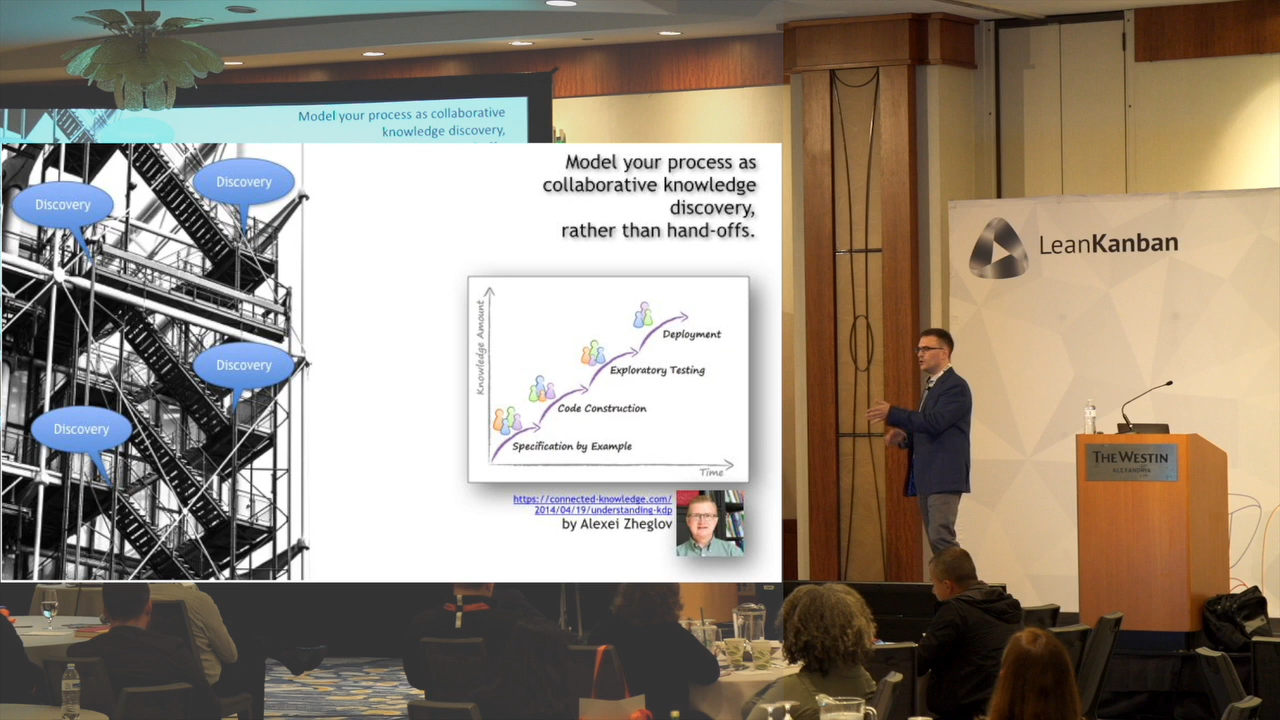 Model your process as collaborative
knowledge discovery,
Model your process as
collaborative knowledge
discovery,
rather than hand-offs.
Discovery
Discovery
Discovery
Discovery
Knowledge Amount
Deployment
Exploratory Testing
Code Construction
Specification by Example
Time
https://connected-knowledge.com/
2014/04/19/understanding-kdp
by Alexei Zheglov
LeanKanban
THE WESTIN
ALEXANDRIA